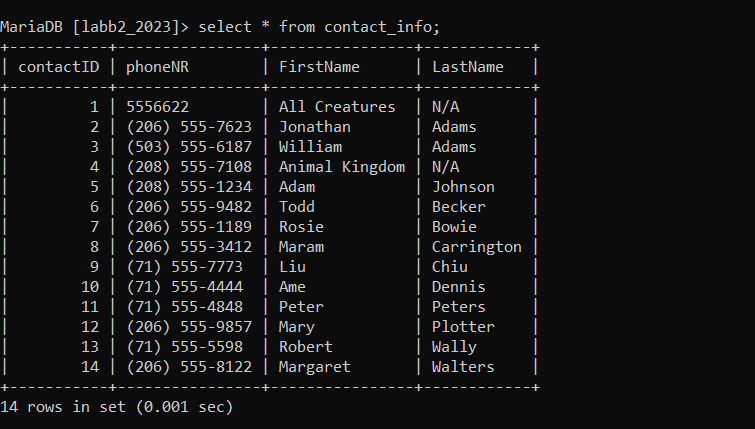 MariaDB [labb2_2023]> select * from contact_info;
+-----------+----------------+----------------+------------+
| contactID | phoneNR        | FirstName      | LastName   |
+-----------+----------------+----------------+------------+
|         1 | 5556622        | All Creatures  | N/A        |
|         2 | (206) 555-7623 | Jonathan       | Adams      |
|         3 | (503) 555-6187 | William        | Adams      |
|         4 | (208) 555-7108 | Animal Kingdom | N/A        |
|         5 | (208) 555-1234 | Adam           | Johnson    |
|         6 | (206) 555-9482 | Todd           | Becker     |
|         7 | (206) 555-1189 | Rosie          | Bowie      |
|         8 | (206) 555-3412 | Maram          | Carrington |
|         9 | (71) 555-7773  | Liu            | Chiu       |
|        10 | (71) 555-4444  | Ame            | Dennis     |
|        11 | (71) 555-4848  | Peter          | Peters     |
|        12 | (206) 555-9857 | Mary           | Plotter    |
|        13 | (71) 555-5598  | Robert         | Wally      |
|        14 | (206) 555-8122 | Margaret       | Walters    |
+-----------+----------------+----------------+------------+
14 rows in set (0.001 sec)